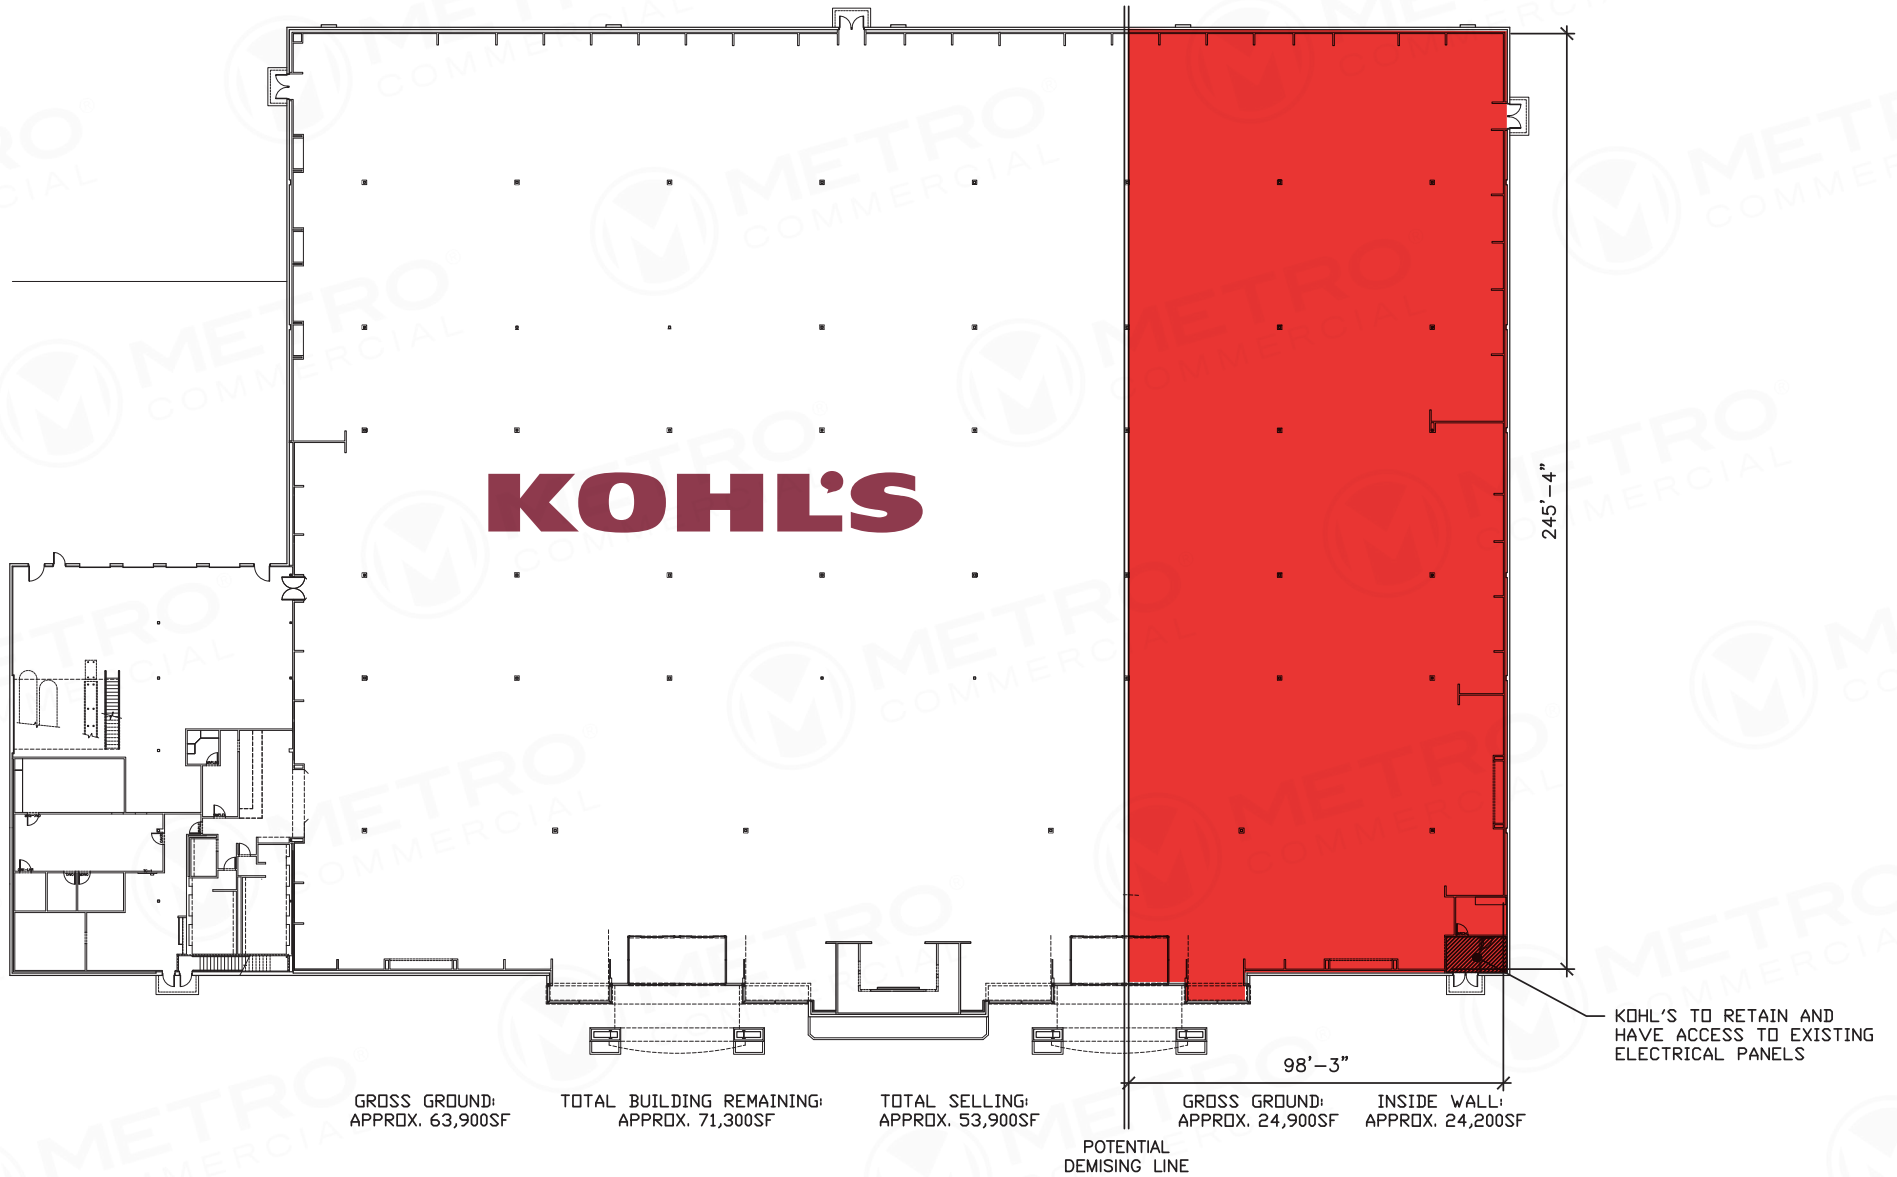 METRO
COMMERCIAL
KOHL'S
245'-4"
98'-3"
KOHL'S TO RETAIN AND
HAVE ACCESS TO EXISTING
ELECTRICAL PANELS
GROSS GROUND:
APPROX. 63,900SF
TOTAL BUILDING REMAINING:
APPROX. 71,300SF
TOTAL SELLING:
APPROX. 53,900SF
GROSS GROUND:
APPROX. 24,900SF
INSIDE WALL:
APPROX. 24,200SF
POTENTIAL
DEMISING LINE